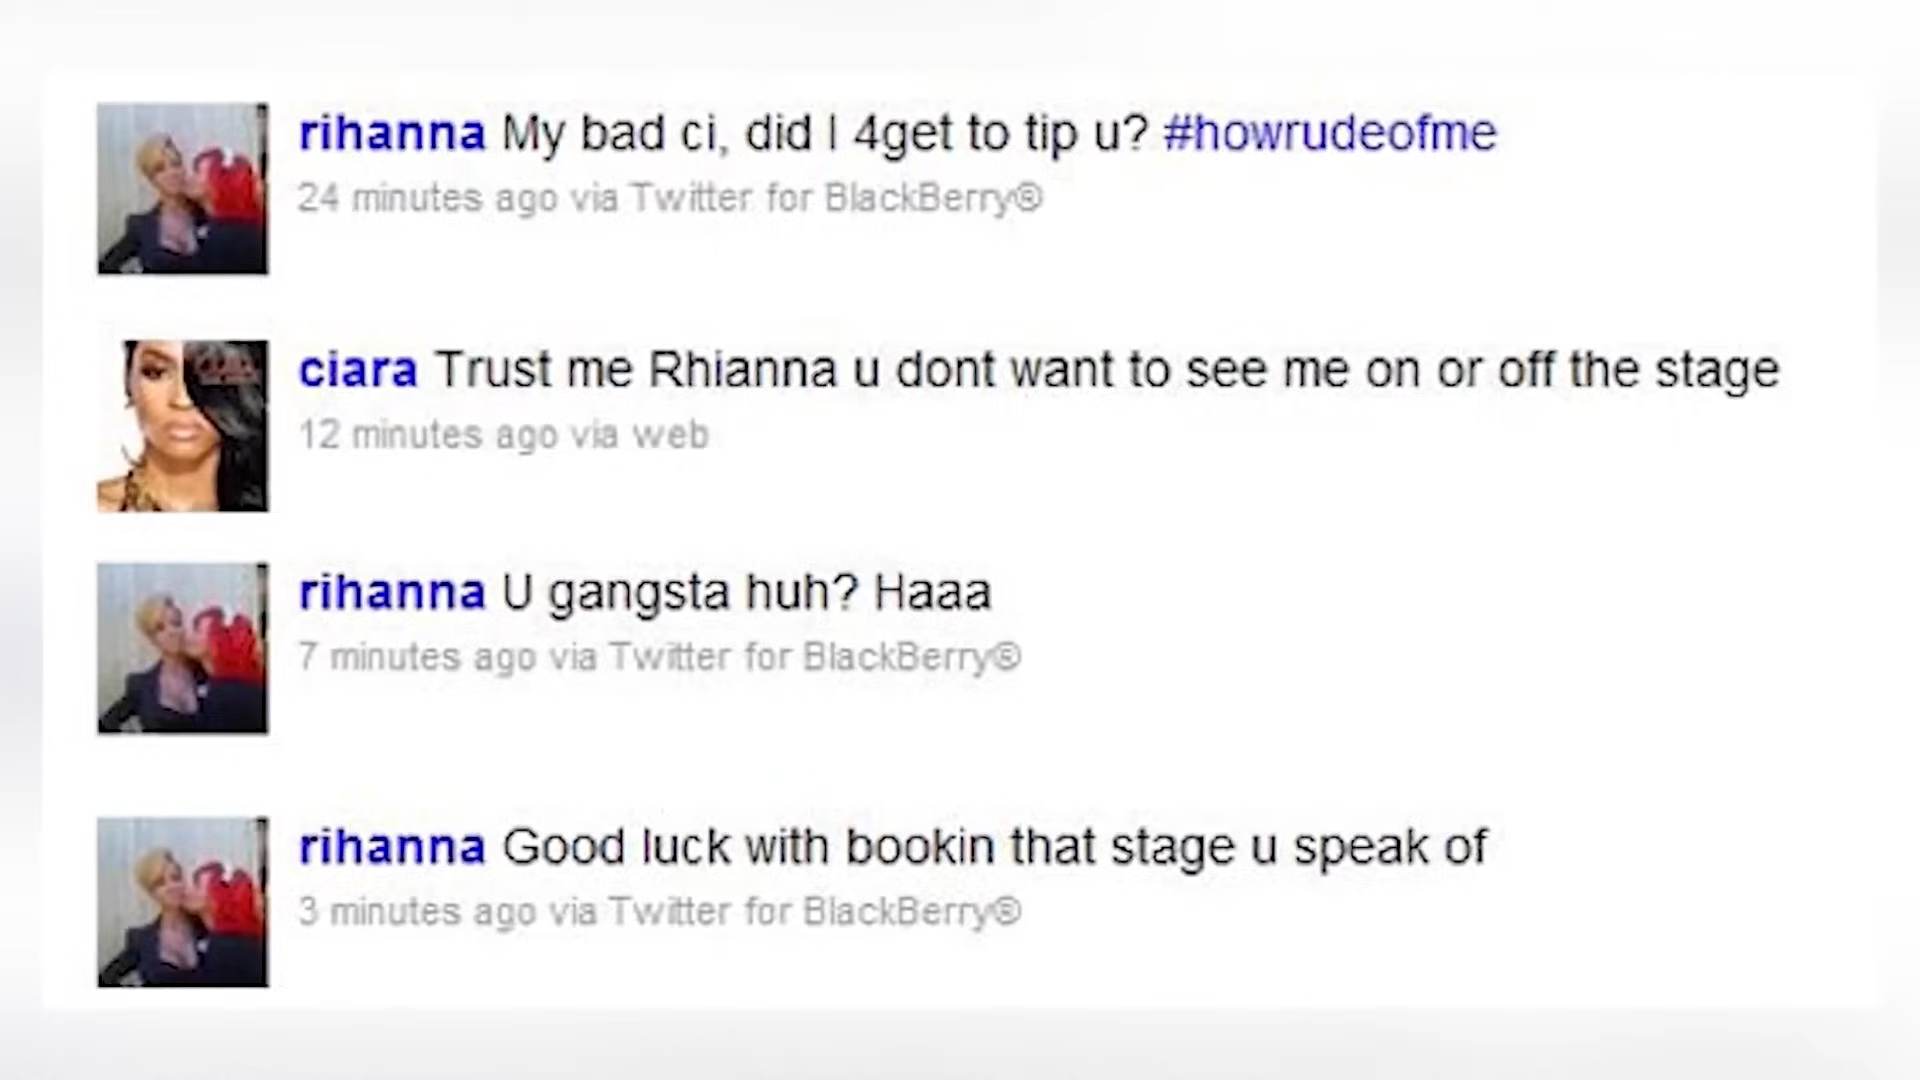 rihanna My bad ci, did I 4get to tip u? #howrudeofme
24 minutes ago via Twitter for BlackBerry®
ciara Trust me Rhianna u dont want to see me on or off the stage
12 minutes ago via web
rihanna U gangsta huh? Haaa
7 minutes ago via Twitter for BlackBerry®
rihanna Good luck with bookin that stage u speak of
3 minutes ago via Twitter for BlackBerry®